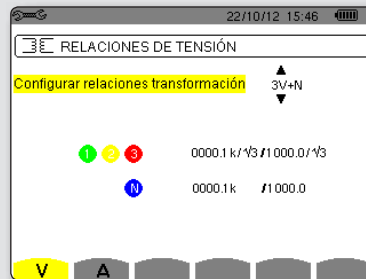 22/10/12 15:46
RELACIONES DE TENSIÓN
Configurar relaciones transformación 3V+N
1 2 3 0000.1 k/√3 / 1000.0/√3
N 0000.1 k / 1000.0
V A